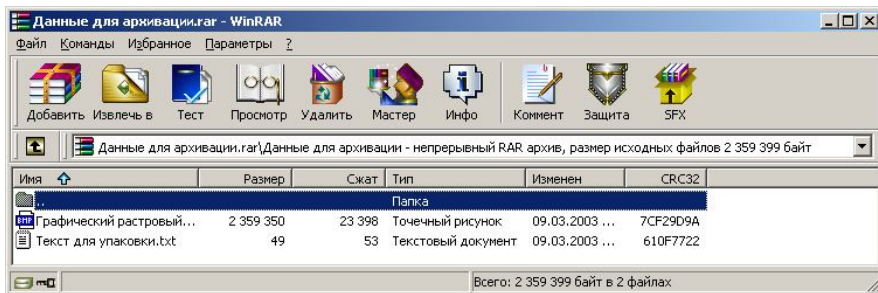 Данные для архивации.rar - WinRAR
Файл Команды Избранное Параметры ?
Добавить Извлечь в Тест Просмотр Удалить Мастер Инфо Коммент Защита SFX
Данные для архивации.rar\Данные для архивации - непрерывный RAR архив, размер исходных файлов 2 359 399 байт
Имя Размер Сжат Тип Изменен CRC32
.. Папка
BMP Графический растровый... 2 359 350 23 398 Точечный рисунок 09.03.2003 ... 7CF29D9A
Текст для упаковки.txt 49 53 Текстовый документ 09.03.2003 ... 610F7722
Всего: 2 359 399 байт в 2 файлах